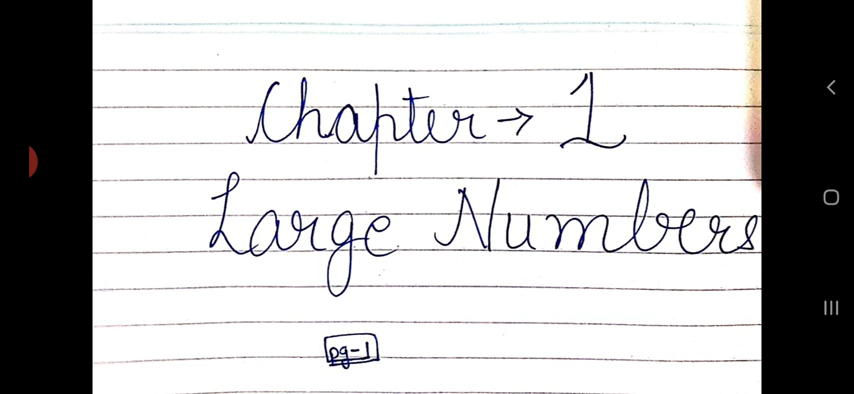 Chapter → 1
Large Numbers
pg-1